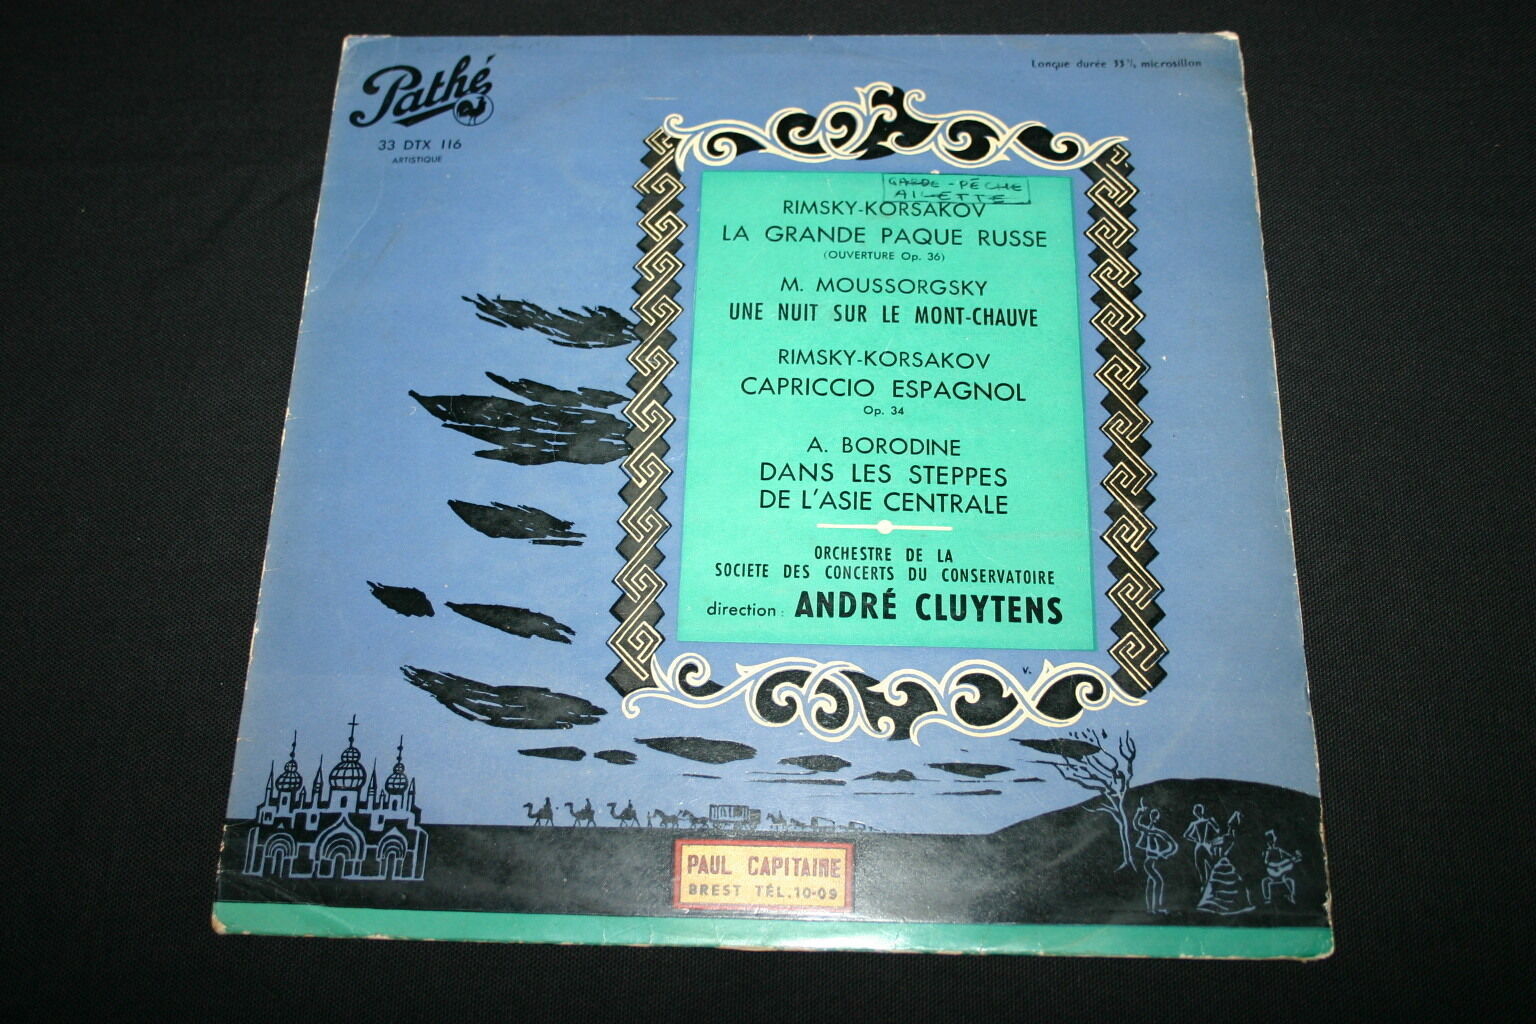 Longue durée 33 ⅓ microsillon
Pathé
33 DTX 116
ARTISTIQUE
GARDE-PÊCHE
AILETTE
RIMSKY-KORSAKOV
LA GRANDE PAQUE RUSSE
(OUVERTURE Op. 36)
M. MOUSSORGSKY
UNE NUIT SUR LE MONT-CHAUVE
RIMSKY-KORSAKOV
CAPRICCIO ESPAGNOL
Op. 34
A. BORODINE
DANS LES STEPPES
DE L'ASIE CENTRALE
ORCHESTRE DE LA
SOCIETE DES CONCERTS DU CONSERVATOIRE
direction : ANDRÉ CLUYTENS
V.
PAUL CAPITAINE
BREST TÉL. 10-09